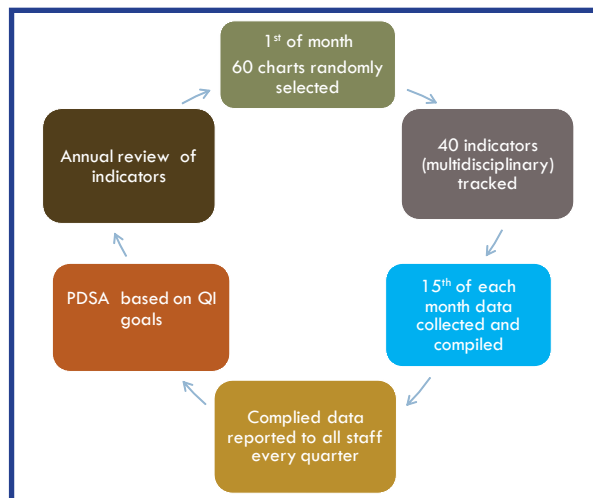 1st of month
60 charts randomly
selected
40 indicators
(multidisciplinary)
tracked
15th of each
month data
collected and
compiled
Complied data
reported to all staff
every quarter
PDSA based on QI
goals
Annual review of
indicators